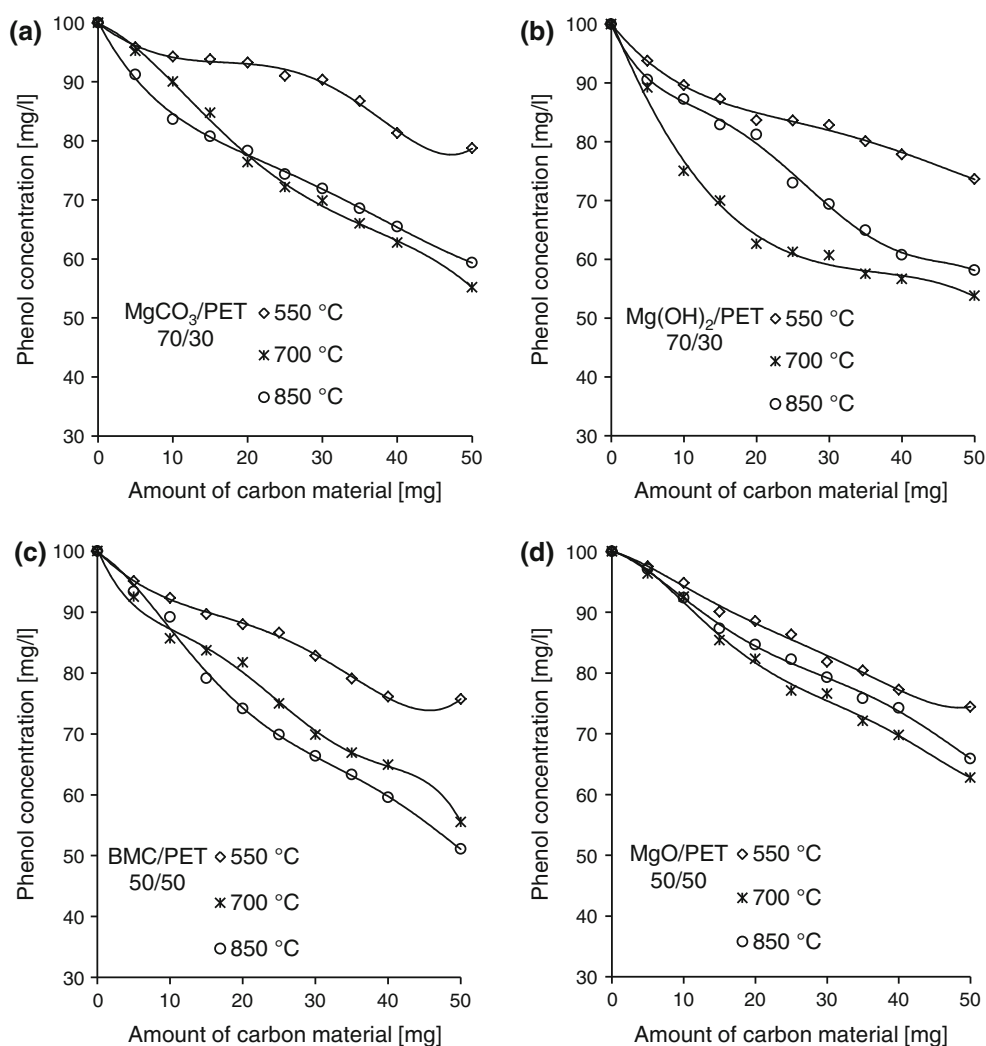 (a)
Phenol concentration [mg/l]
100
90
80
70
60
50
40
30
MgCO₃/PET
70/30
550 °C
700 °C
850 °C
0 10 20 30 40 50
Amount of carbon material [mg]
(b)
Phenol concentration [mg/l]
100
90
80
70
60
50
40
30
Mg(OH)₂/PET
70/30
550 °C
700 °C
850 °C
0 10 20 30 40 50
Amount of carbon material [mg]
(c)
Phenol concentration [mg/l]
100
90
80
70
60
50
40
30
BMC/PET
50/50
550 °C
700 °C
850 °C
0 10 20 30 40 50
Amount of carbon material [mg]
(d)
Phenol concentration [mg/l]
100
90
80
70
60
50
40
30
MgO/PET
50/50
550 °C
700 °C
850 °C
0 10 20 30 40 50
Amount of carbon material [mg]